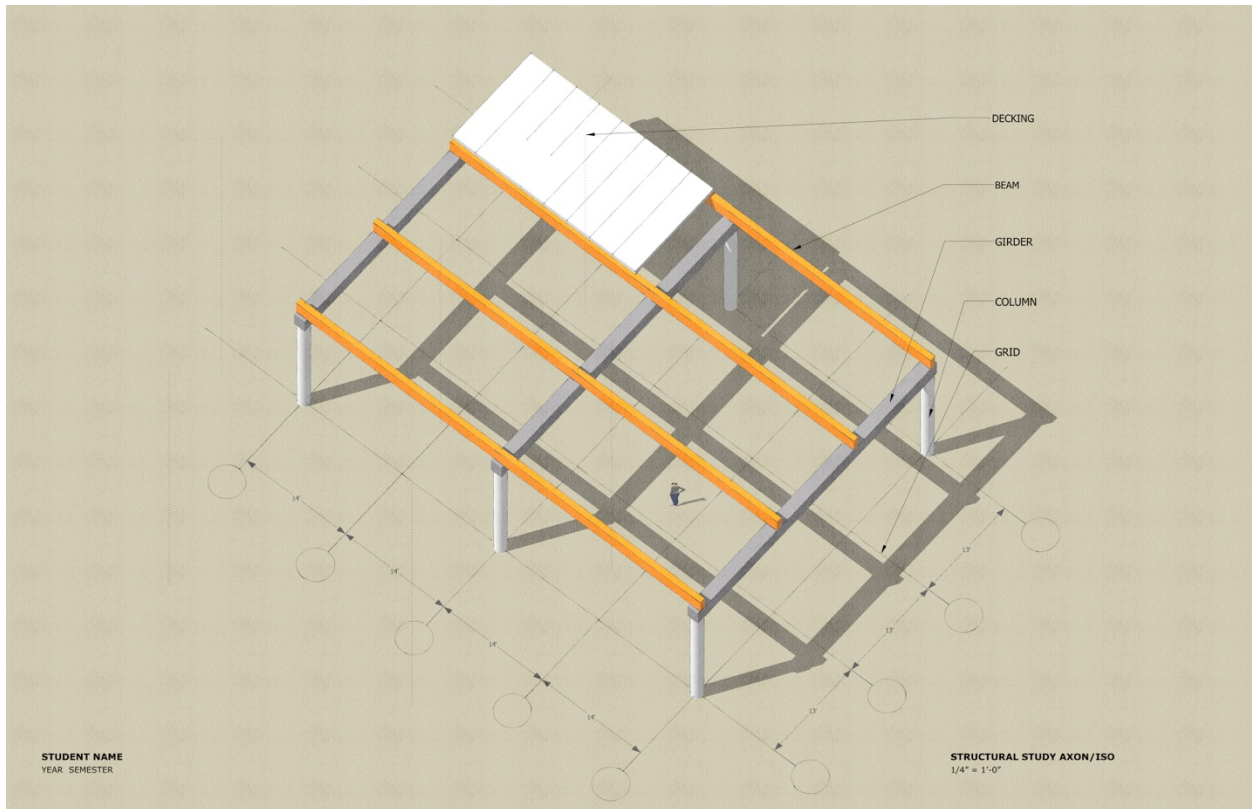 DECKING
BEAM
GIRDER
COLUMN
GRID
14'
14'
14'
14'
13'
13'
13'
STUDENT NAME
YEAR SEMESTER
STRUCTURAL STUDY AXON/ISO
1/4" = 1'-0"